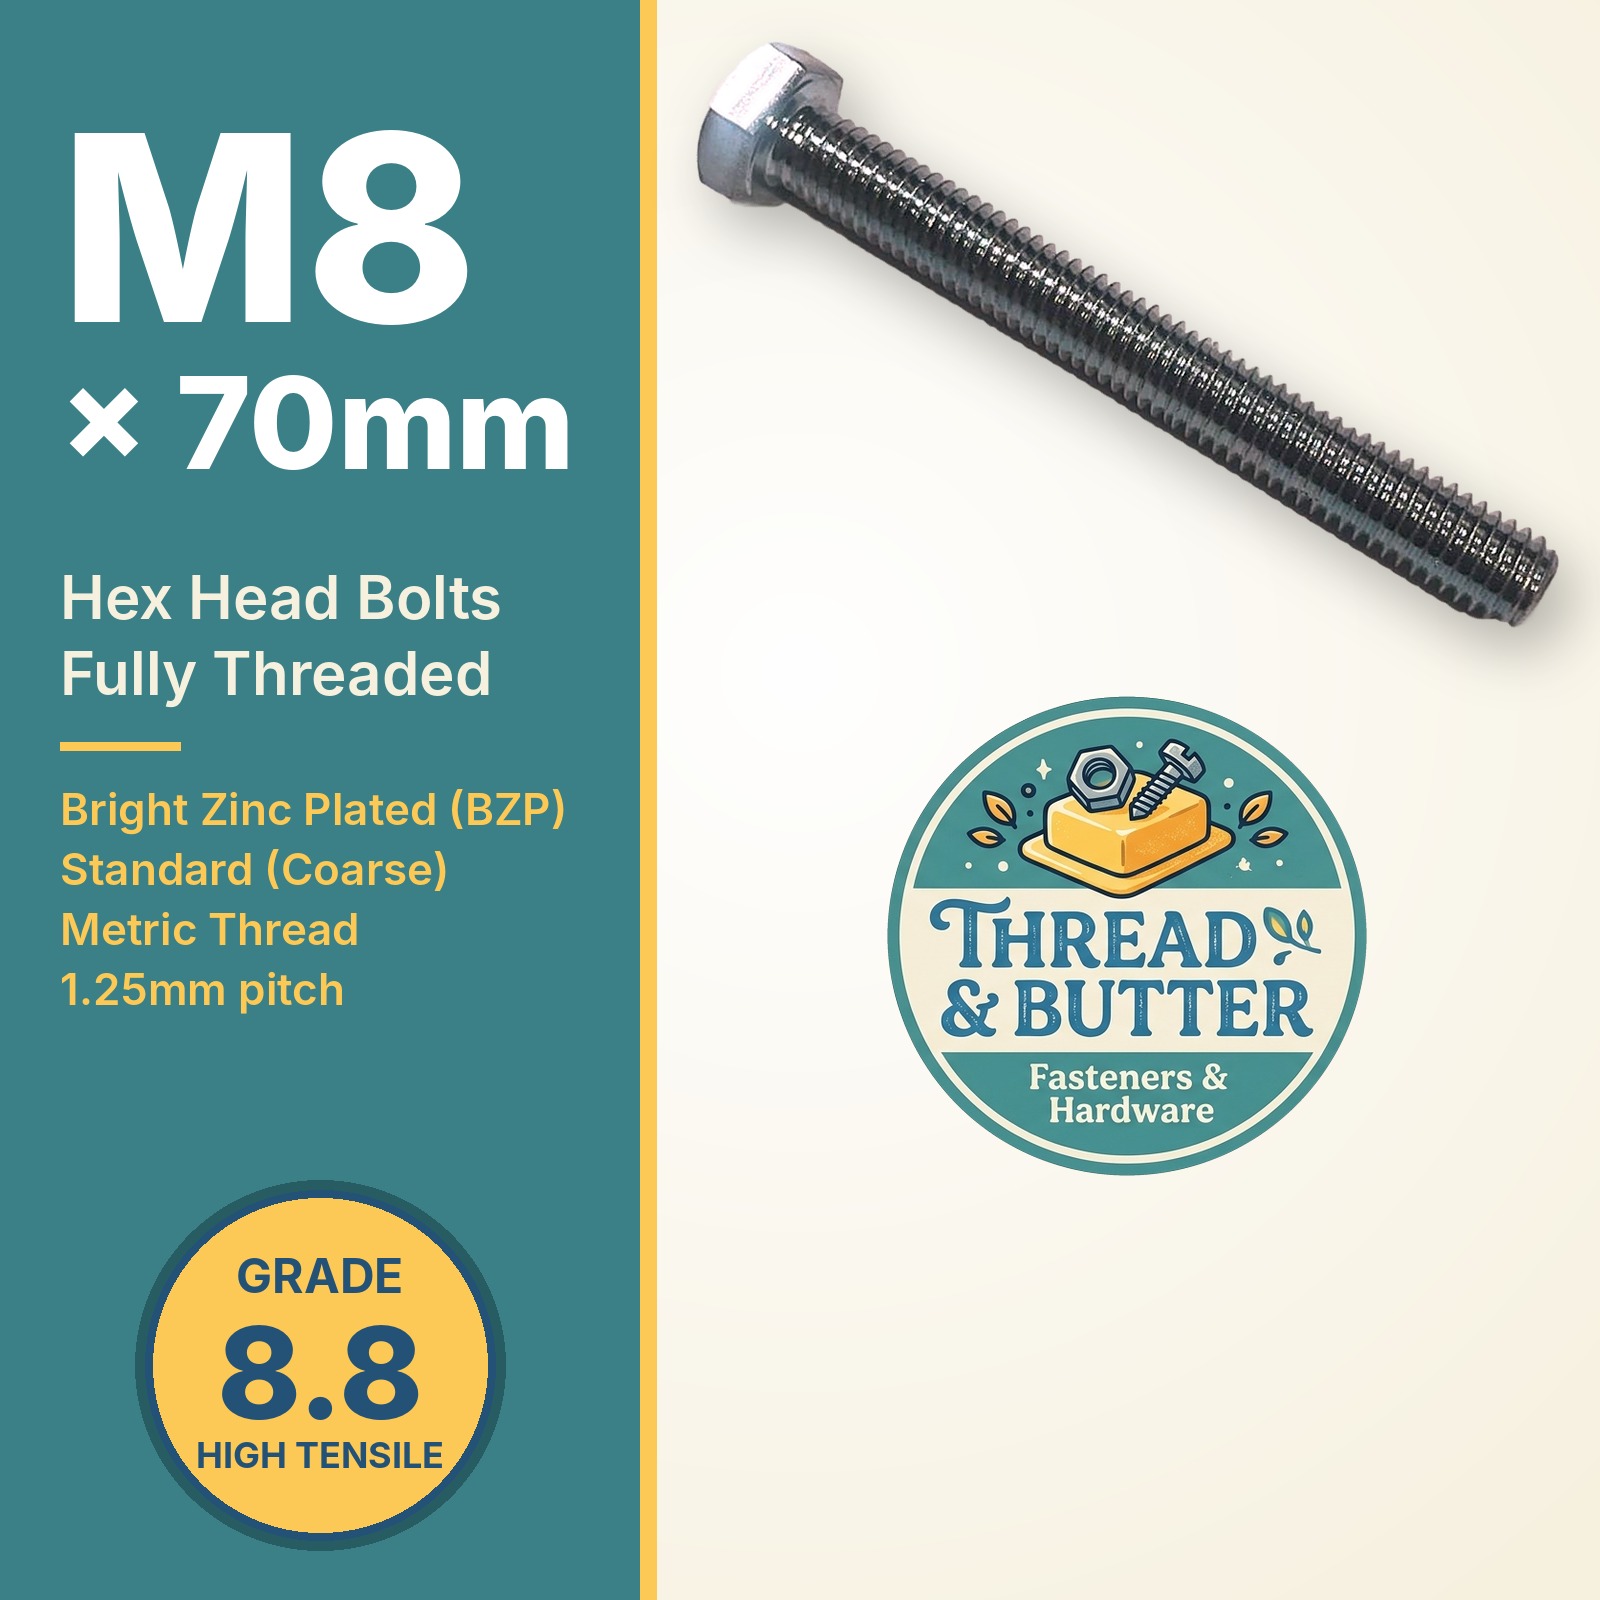 M8
× 70mm
Hex Head Bolts
Fully Threaded
Bright Zinc Plated (BZP)
Standard (Coarse)
Metric Thread
1.25mm pitch
GRADE
8.8
HIGH TENSILE
THREAD
& BUTTER
Fasteners &
Hardware